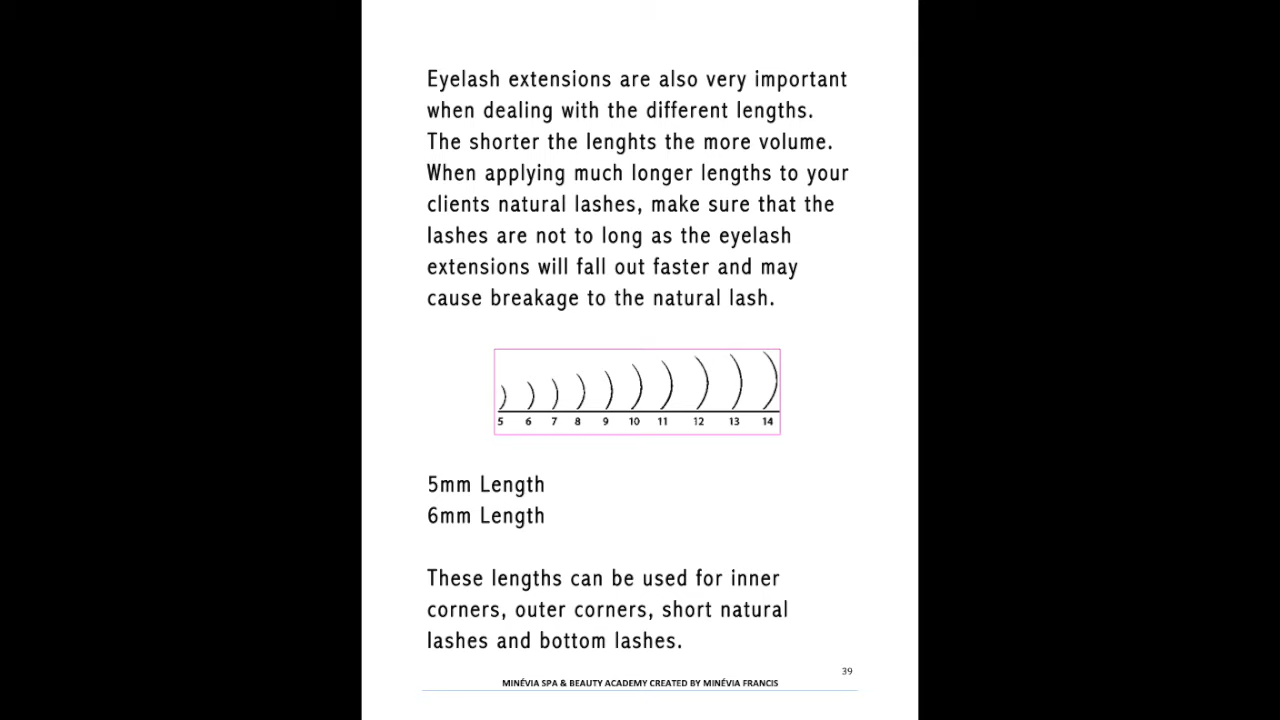 Eyelash extensions are also very important
when dealing with the different lengths.
The shorter the lenghts the more volume.
When applying much longer lengths to your
clients natural lashes, make sure that the
lashes are not to long as the eyelash
extensions will fall out faster and may
cause breakage to the natural lash.
5 6 7 8 9 10 11 12 13 14
5mm Length
6mm Length
These lengths can be used for inner
corners, outer corners, short natural
lashes and bottom lashes.
39
MINÉVIA SPA & BEAUTY ACADEMY CREATED BY MINÉVIA FRANCIS